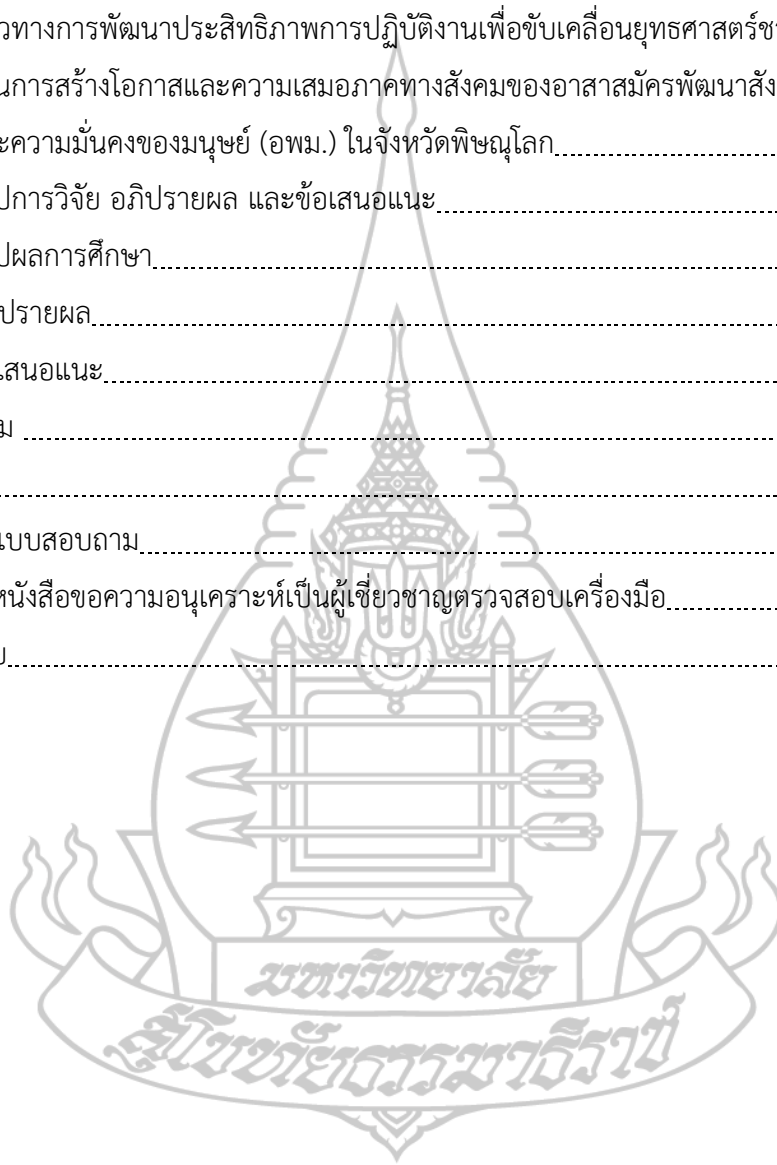 วทางการพัฒนาประสิทธิภาพการปฏิบัติงานเพื่อขับเคลื่อนยุทธศาสตร์ชา
นการสร้างโอกาสและความเสมอภาคทางสังคมของอาสาสมัครพัฒนาสัง
ะความมั่นคงของมนุษย์ (อพม.) ในจังหวัดพิษณุโลก
ปการวิจัย อภิปรายผล และข้อเสนอแนะ
ปผลการศึกษา
ปรายผล
เสนอแนะ
ม
แบบสอบถาม
หนังสือขอความอนุเคราะห์เป็นผู้เชี่ยวชาญตรวจสอบเครื่องมือ
ย
มหาวิทยาลัย
สุโขทัยธรรมาธิราช